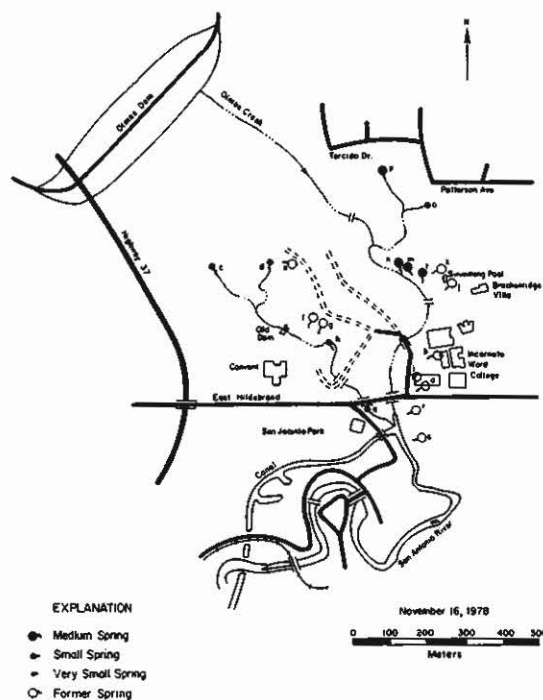 N
Olmos Dam
Olmos Creek
Torcido Dr.
Patterson Ave
Highway 37
Swimming Pool
Brackenridge
Villa
Old
Dam
Convent
Incarnate
Word
College
East Hildebrand
San Jacinto Park
Canal
San Antonio River
EXPLANATION
Medium Spring
Small Spring
Very Small Spring
Former Spring
November 16, 1978
0 100 200 300 400 500
Meters